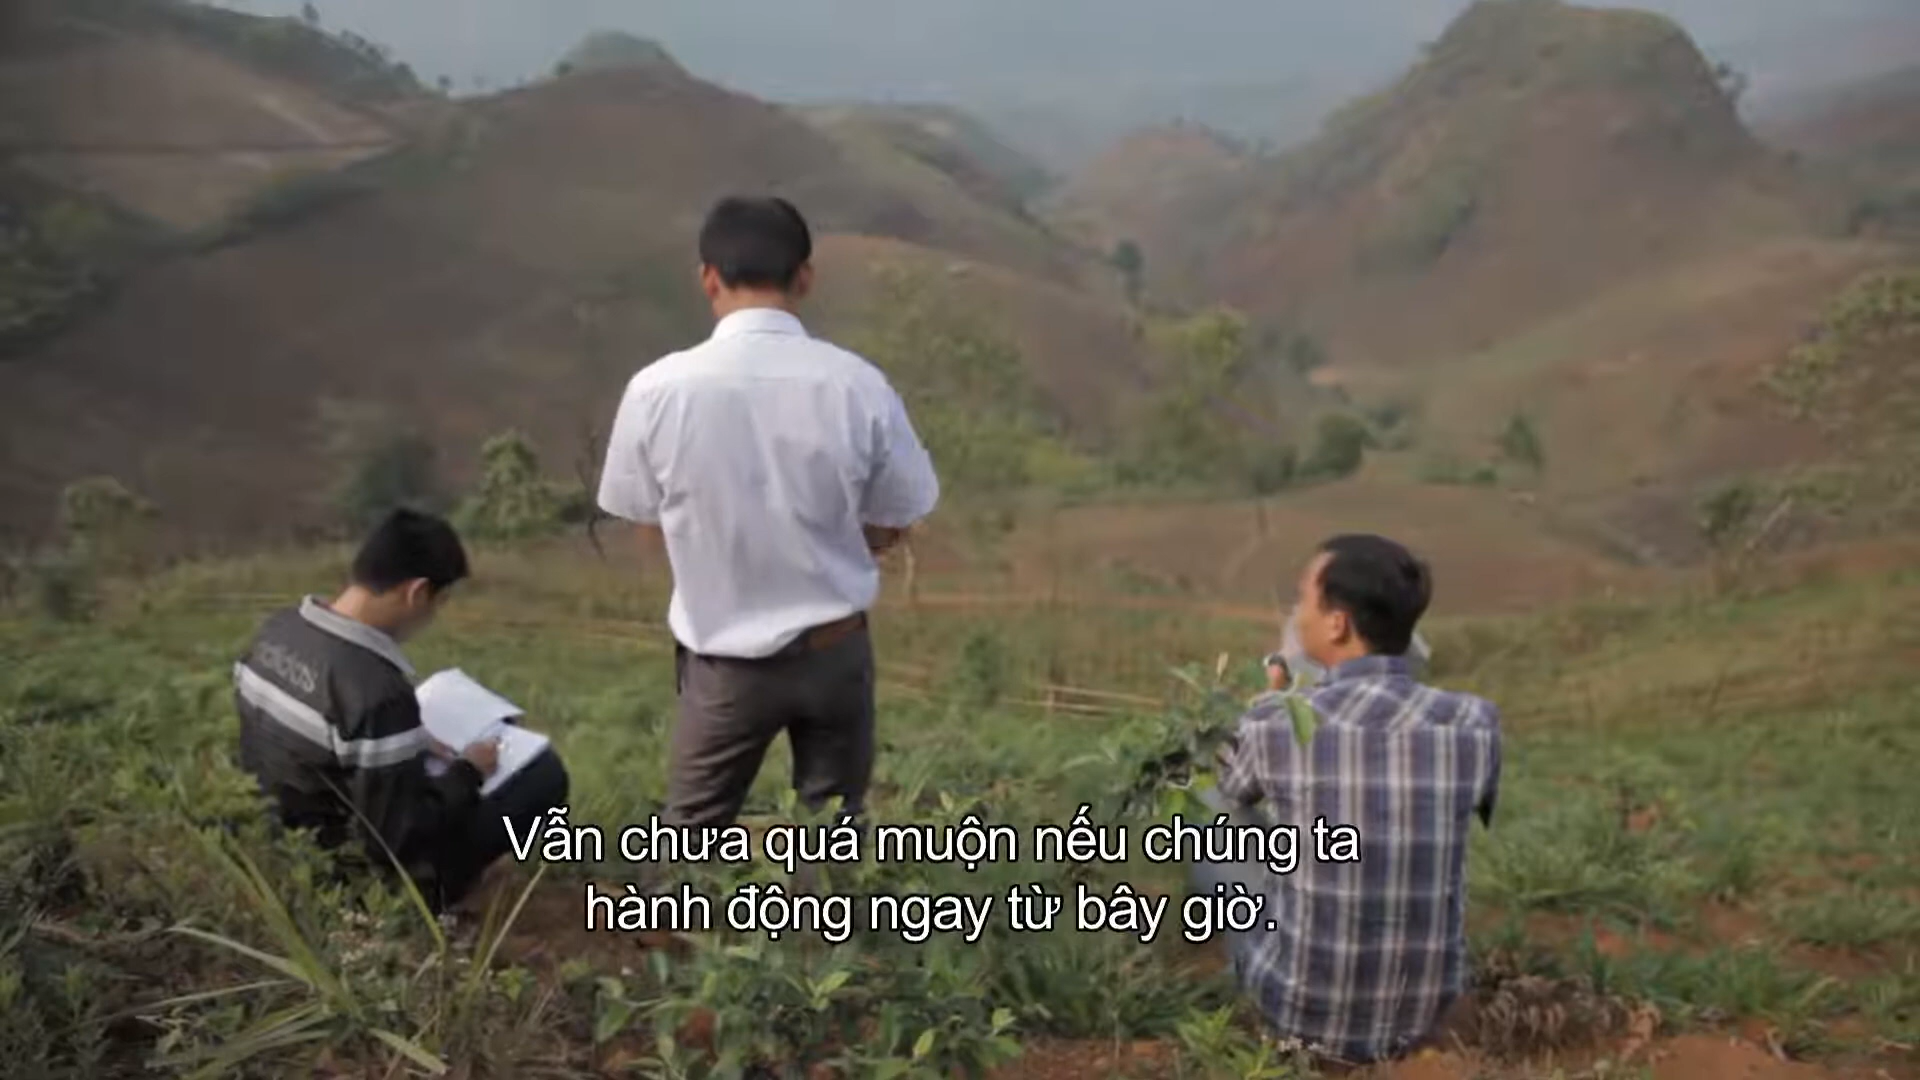 Vẫn chưa quá muộn nếu chúng ta
hành động ngay từ bây giờ.